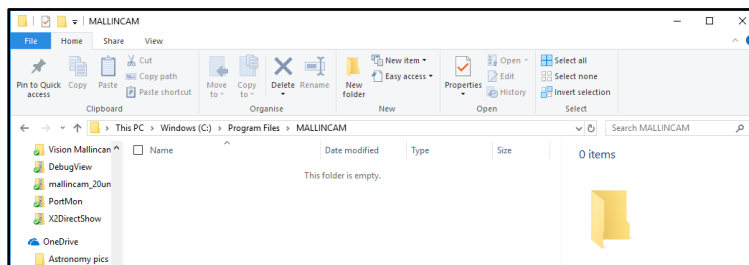 MALLINCAM
File Home Share View
Pin to Quick access
Copy
Paste
Cut
Copy path
Paste shortcut
Clipboard
Move to
Copy to
Delete
Rename
Organise
New folder
New item
Easy access
New
Properties
Open
Edit
History
Open
Select all
Select none
Invert selection
Select
This PC > Windows (C:) > Program Files > MALLINCAM
Search MALLINCAM
Vision Mallincan
DebugView
mallincam_20un
PortMon
X2DirectShow
OneDrive
Astronomy pics
Name Date modified Type Size
This folder is empty.
0 items